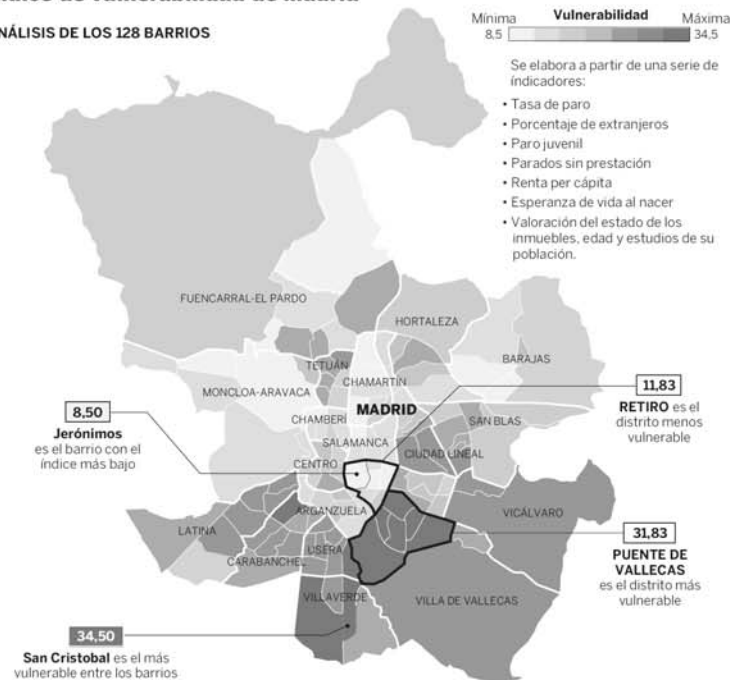 ANÁLISIS DE LOS 128 BARRIOS
Vulnerabilidad
Mínima
Máxima
8,5
34,5
Se elabora a partir de una serie de
indicadores:
• Tasa de paro
• Porcentaje de extranjeros
• Paro juvenil
• Parados sin prestación
• Renta per cápita
• Esperanza de vida al nacer
• Valoración del estado de los
inmuebles, edad y estudios de su
población.
FUENCARRAL-EL PARDO
HORTALEZA
BARAJAS
TETUÁN
CHAMARTÍN
MONCLOA-ARAVACA
MADRID
CHAMBERÍ
SAN BLAS
SALAMANCA
CIUDAD LINEAL
CENTRO
ARGANZUELA
VICÁLVARO
LATINA
USERA
CARABANCHEL
VILLAVERDE
VILLA DE VALLECAS
8,50
Jerónimos
es el barrio con el
índice más bajo
11,83
RETIRO es el
distrito menos
vulnerable
31,83
PUENTE DE
VALLECAS
es el distrito más
vulnerable
34,50
San Cristobal es el más
vulnerable entre los barrios